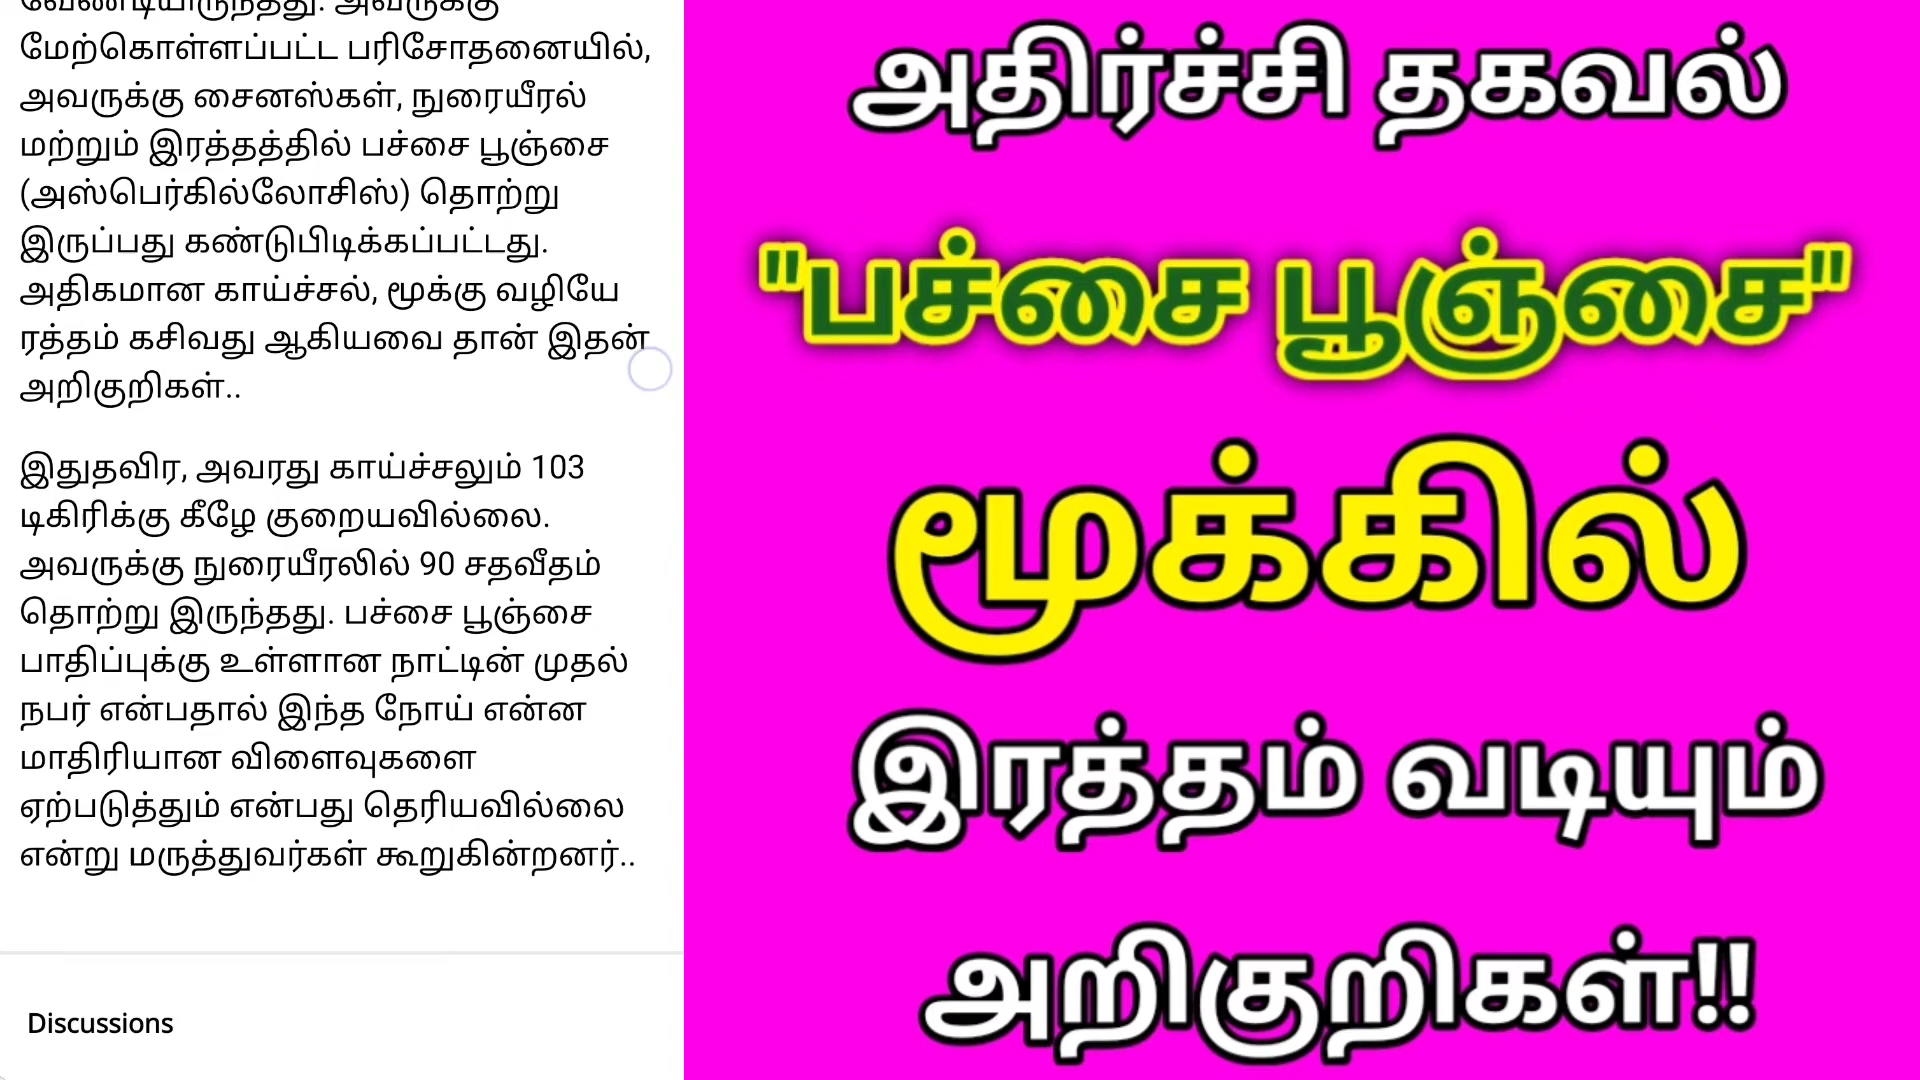 வேண்டியிருந்தது. அவருக்கு
மேற்கொள்ளப்பட்ட பரிசோதனையில்,
அவருக்கு சைனஸ்கள், நுரையீரல்
மற்றும் இரத்தத்தில் பச்சை பூஞ்சை
(அஸ்பெர்கில்லோசிஸ்) தொற்று
இருப்பது கண்டுபிடிக்கப்பட்டது.
அதிகமான காய்ச்சல், மூக்கு வழியே
ரத்தம் கசிவது ஆகியவை தான் இதன்
அறிகுறிகள்..
இதுதவிர, அவரது காய்ச்சலும் 103
டிகிரிக்கு கீழே குறையவில்லை.
அவருக்கு நுரையீரலில் 90 சதவீதம்
தொற்று இருந்தது. பச்சை பூஞ்சை
பாதிப்புக்கு உள்ளான நாட்டின் முதல்
நபர் என்பதால் இந்த நோய் என்ன
மாதிரியான விளைவுகளை
ஏற்படுத்தும் என்பது தெரியவில்லை
என்று மருத்துவர்கள் கூறுகின்றனர்..
Discussions
அதிர்ச்சி தகவல்
"பச்சை பூஞ்சை"
மூக்கில்
இரத்தம் வடியும்
அறிகுறிகள்!!